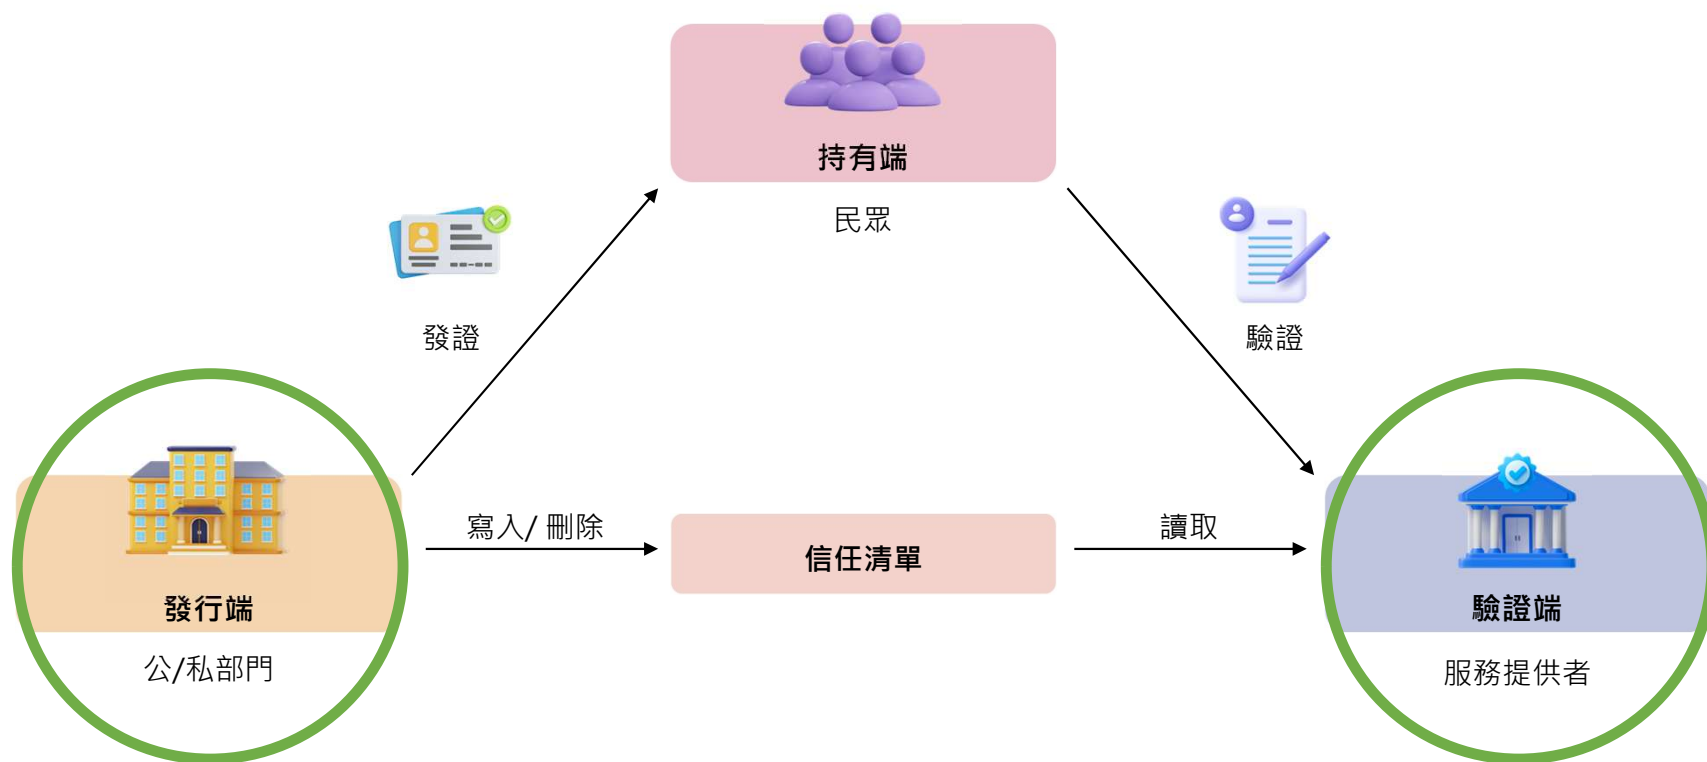 持有端
民眾
發證
驗證
寫入/ 刪除
信任清單
讀取
發行端
公/私部門
驗證端
服務提供者